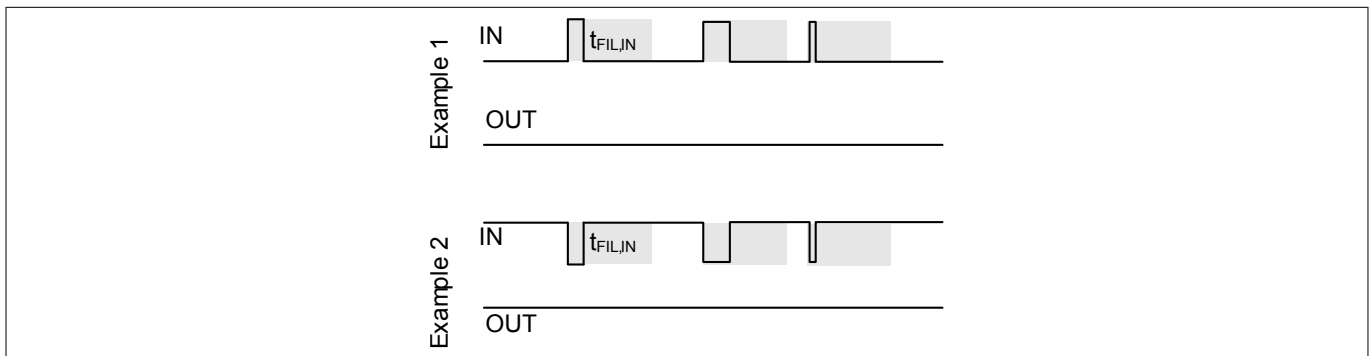 Example 1
IN
tFIL,IN
OUT
Example 2
IN
tFIL,IN
OUT